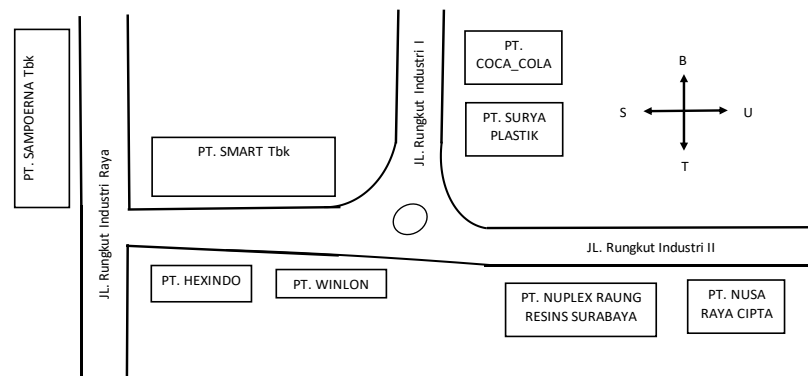 PT. SAMPOERNA Tbk
JL. Rungkut Industri Raya
PT. SMART Tbk
JL. Rungkut Industri I
PT.
COCA_COLA
PT. SURYA
PLASTIK
B
S
U
T
JL. Rungkut Industri II
PT. HEXINDO
PT. WINLON
PT. NUPLEX RAUNG
RESINS SURABAYA
PT. NUSA
RAYA CIPTA